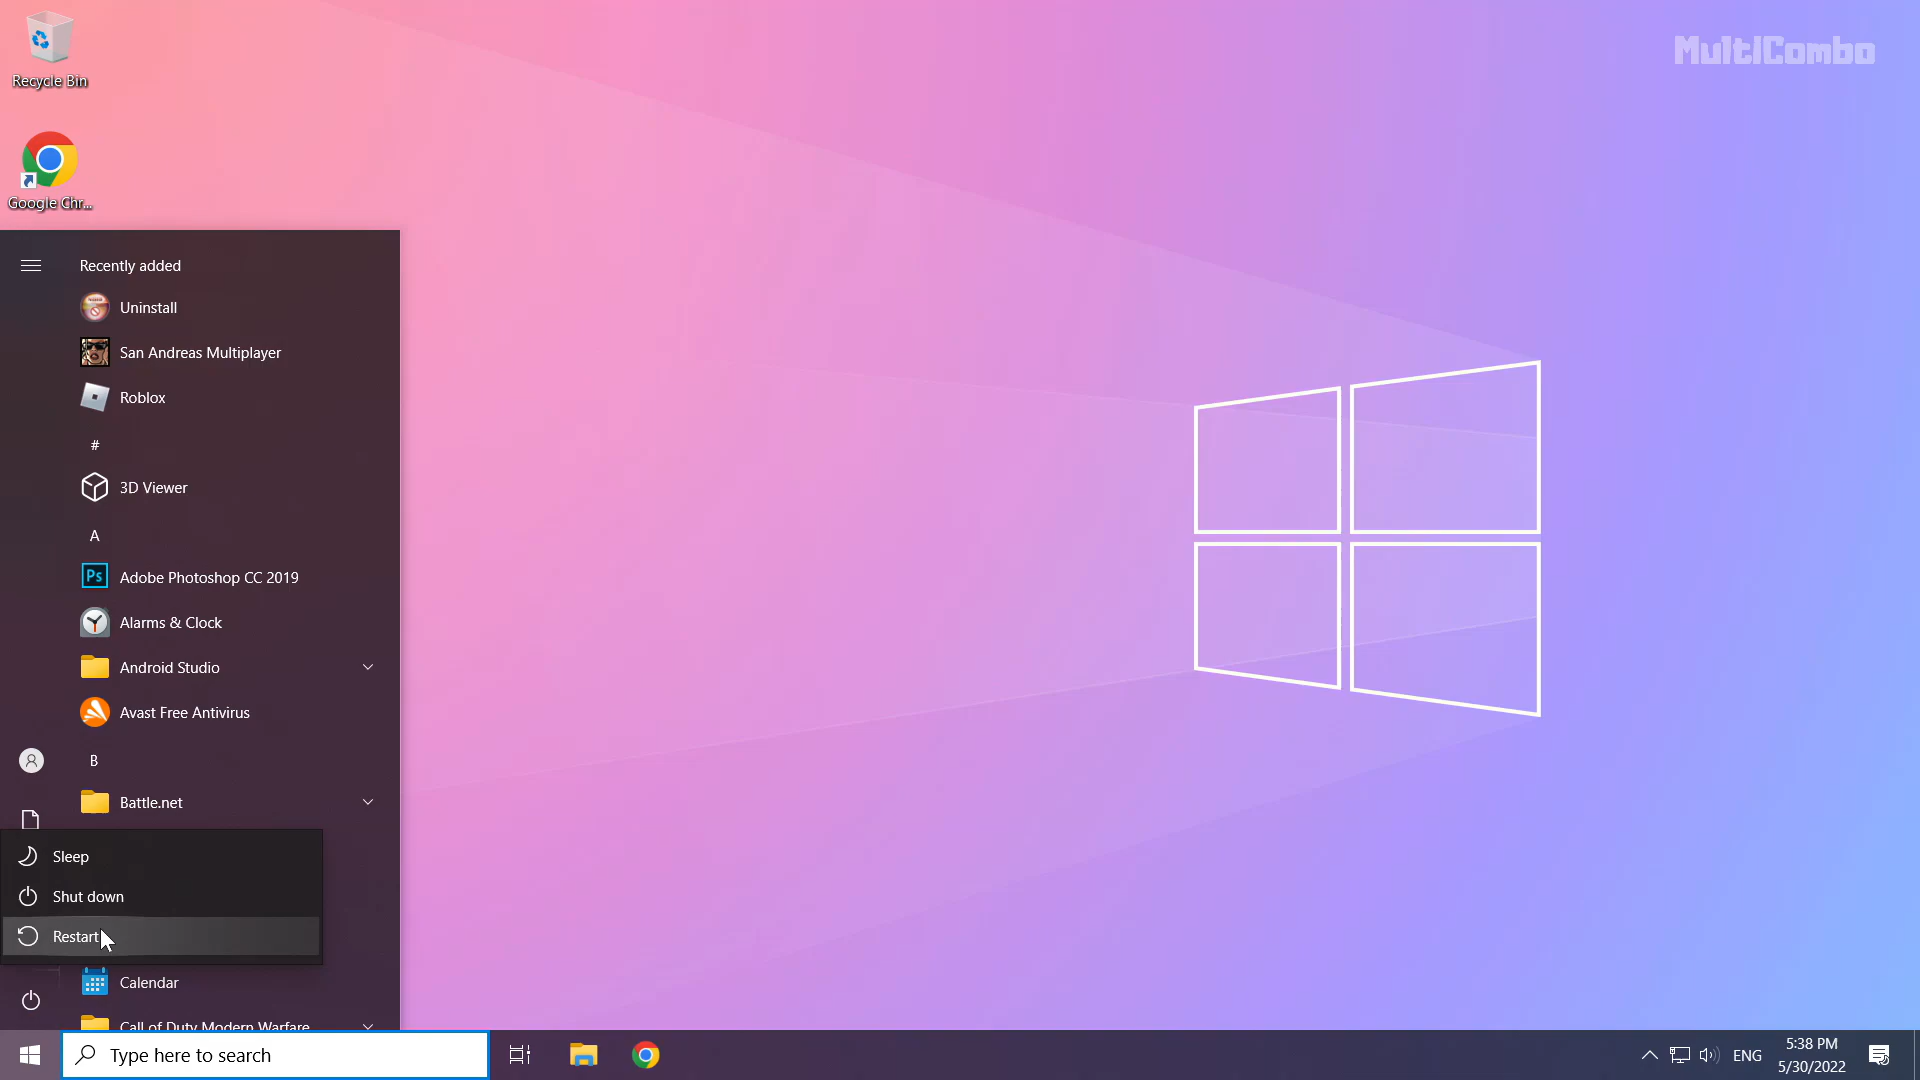 MultiCombo
Recycle Bin
Google Chr...
Recently added
Uninstall
San Andreas Multiplayer
Roblox
#
3D Viewer
A
Ps
Adobe Photoshop CC 2019
Alarms & Clock
Android Studio
Avast Free Antivirus
B
Battle.net
Sleep
Shut down
Restart
Calendar
Call of Duty Modern Warfare
Type here to search
ENG
5:38 PM
5/30/2022